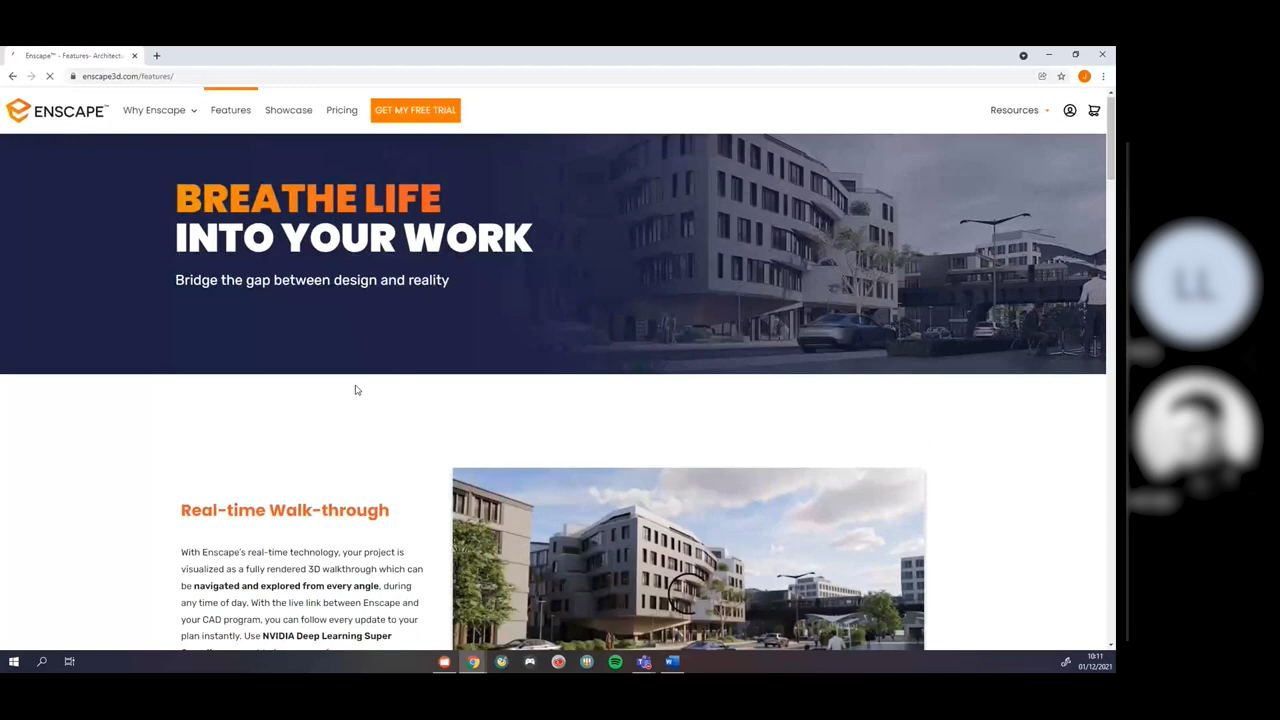 Enscape™ - Features- Architectu
enscape3d.com/features/
ENSCAPE™
Why Enscape
Features
Showcase
Pricing
GET MY FREE TRIAL
Resources
BREATHE LIFE
INTO YOUR WORK
Bridge the gap between design and reality
Real-time Walk-through
With Enscape's real-time technology, your project is
visualized as a fully rendered 3D walkthrough which can
be navigated and explored from every angle, during
any time of day. With the live link between Enscape and
your CAD program, you can follow every update to your
plan instantly. Use NVIDIA Deep Learning Super
J
LL
10:11
01/12/2021